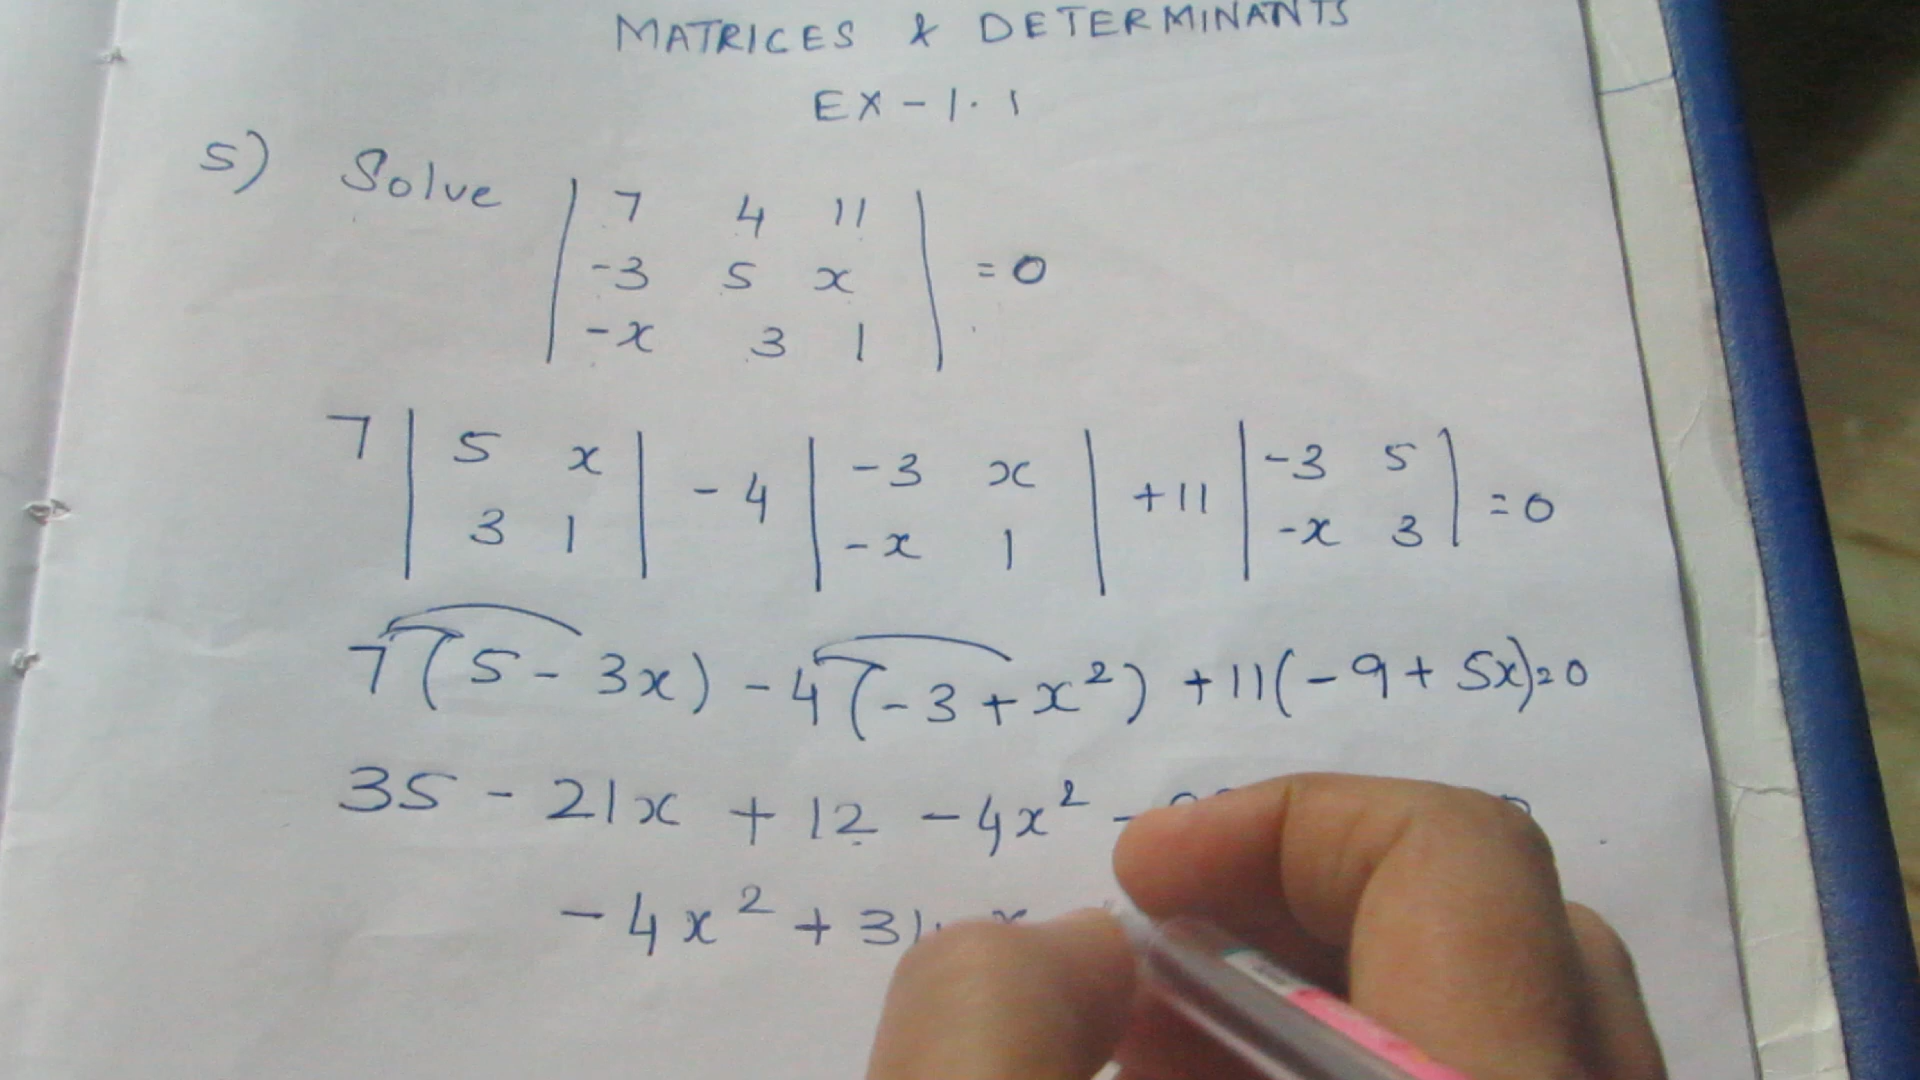 MATRICES & DETERMINANTS
EX - 1.1
5) Solve | 7 4 11 |
| -3 5 x | = 0
| -x 3 1 |
7 | 5 x | - 4 | -3 x | + 11 | -3 5 | = 0
| 3 1 | | -x 1 | | -x 3 |
7(5 - 3x) - 4(-3 + x²) + 11(-9 + 5x) = 0
35 - 21x + 12 - 4x² -
- 4x² + 34 x